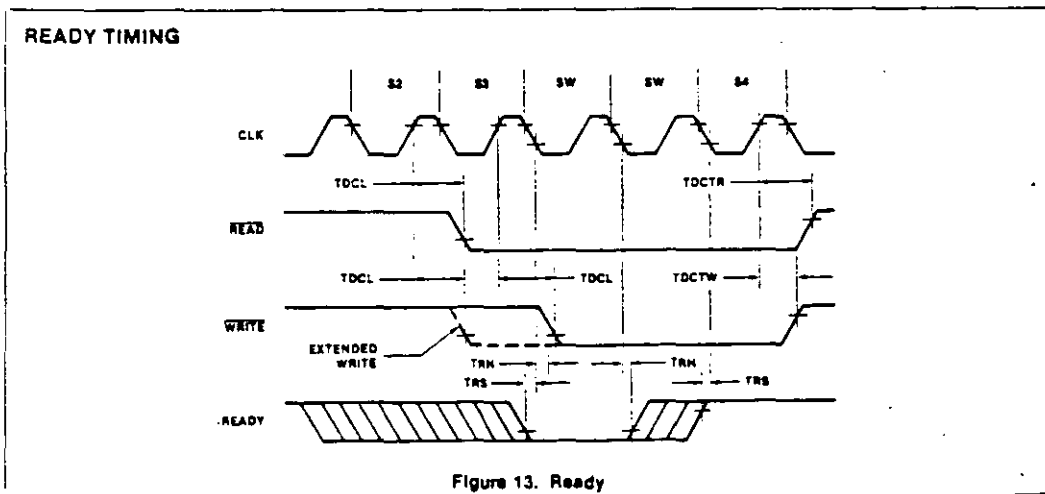 READY TIMING
S2 S3 SW SW S4
CLK
TDCL TDCTR
READ
TDCL TDCL TDCTW
WRITE
EXTENDED
WRITE
TRH TRH
TRS TRS
READY
Figure 13. Ready